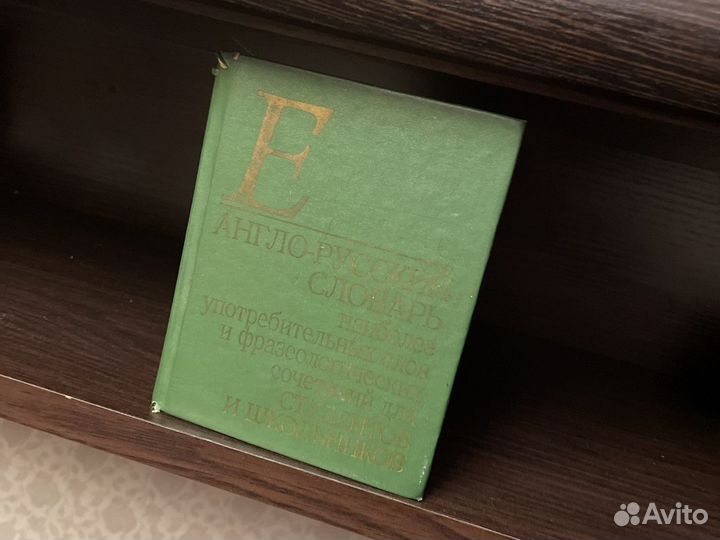 Е
АНГЛО-РУССКИЙ
СЛОВАРЬ
наиболее
употребительных слов
и фразеологических
сочетаний для
СТУДЕНТОВ
И ШКОЛЬНИКОВ
Avito